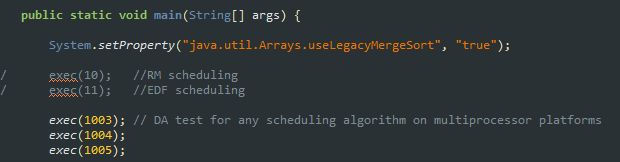 public static void main(String[] args) {
System.setProperty("java.util.Arrays.useLegacyMergeSort", "true");
/ exec(10); //RM scheduling
/ exec(11); //EDF scheduling
exec(1003); // DA test for any scheduling algorithm on multiprocessor platforms
exec(1004);
exec(1005);